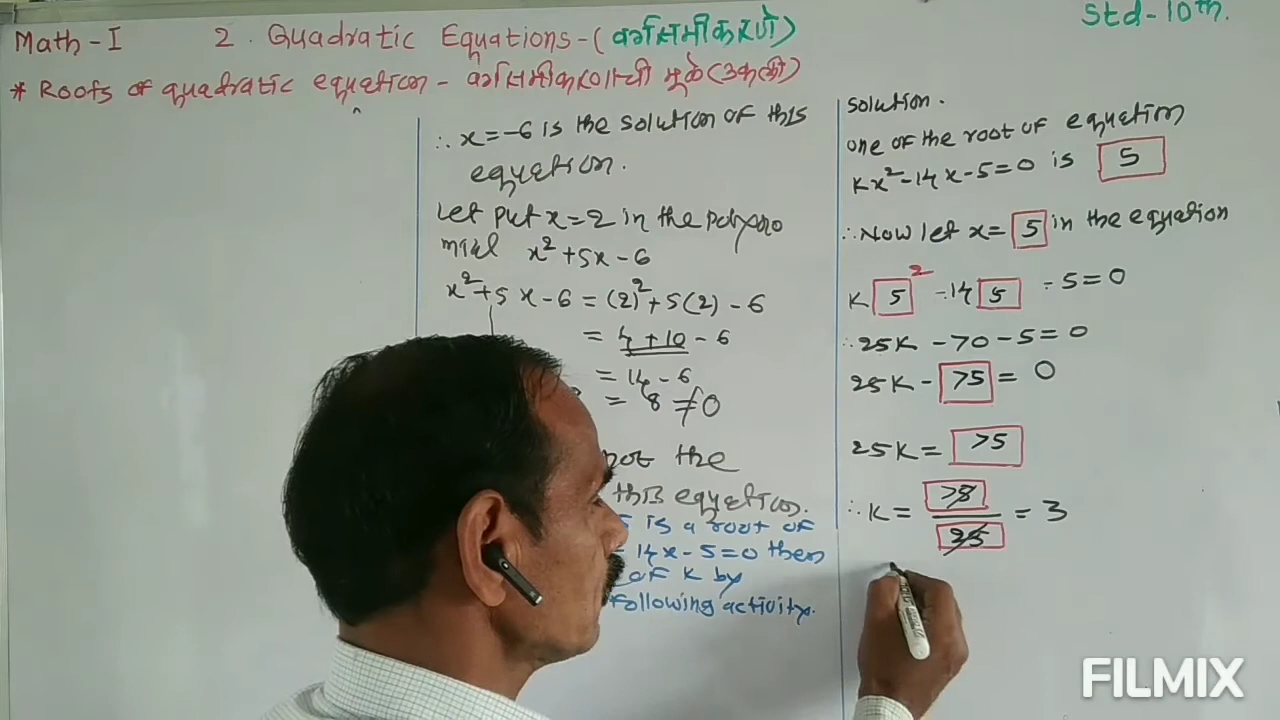 Math-I 2. Quadratic Equations-(वर्गसमीकरणे)
Std-10th.
* Roots of quadratic equation - वर्गसमीकरणाची मुळे (उकली)
∴ x=-6 is the solution of this
equation.
Let put x=2 in the polyno
mial x²+5x-6
x²+5x-6 = (2)²+5(2)-6
= 4+10-6
= 14-6
= 8 ≠0
not the
this equation.
is a root of
14x-5=0 then
of k by
following activity.
solution.
one of the root of equation
kx²-14x-5=0 is 5
∴Now let x= 5 in the equation
k 5² -14 5 -5=0
∴25k-70-5=0
25k- 75 = 0
25k= 75
∴k= 75/25 = 3
FILMIX